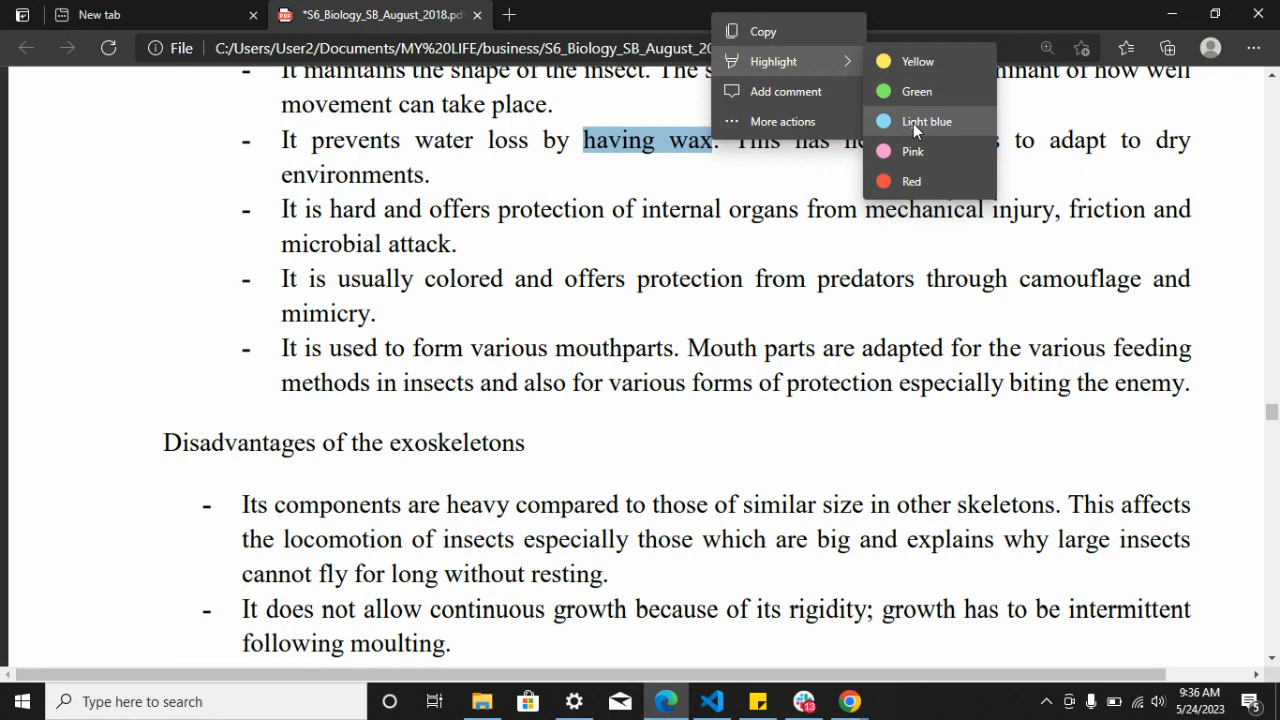 New tab
*S6_Biology_SB_August_2018.pd
File C:/Users/User2/Documents/MY%20LIFE/business/S6_Biology_SB_August_20
Copy
Highlight
Add comment
More actions
Yellow
Green
Light blue
Pink
Red
It maintains the shape of the insect. The s minant of how well
movement can take place.
- It prevents water loss by having wax. This has to adapt to dry
environments.
- It is hard and offers protection of internal organs from mechanical injury, friction and
microbial attack.
- It is usually colored and offers protection from predators through camouflage and
mimicry.
- It is used to form various mouthparts. Mouth parts are adapted for the various feeding
methods in insects and also for various forms of protection especially biting the enemy.
Disadvantages of the exoskeletons
- Its components are heavy compared to those of similar size in other skeletons. This affects
the locomotion of insects especially those which are big and explains why large insects
cannot fly for long without resting.
- It does not allow continuous growth because of its rigidity; growth has to be intermittent
following moulting.
Type here to search
13
9:36 AM
5/24/2023
5